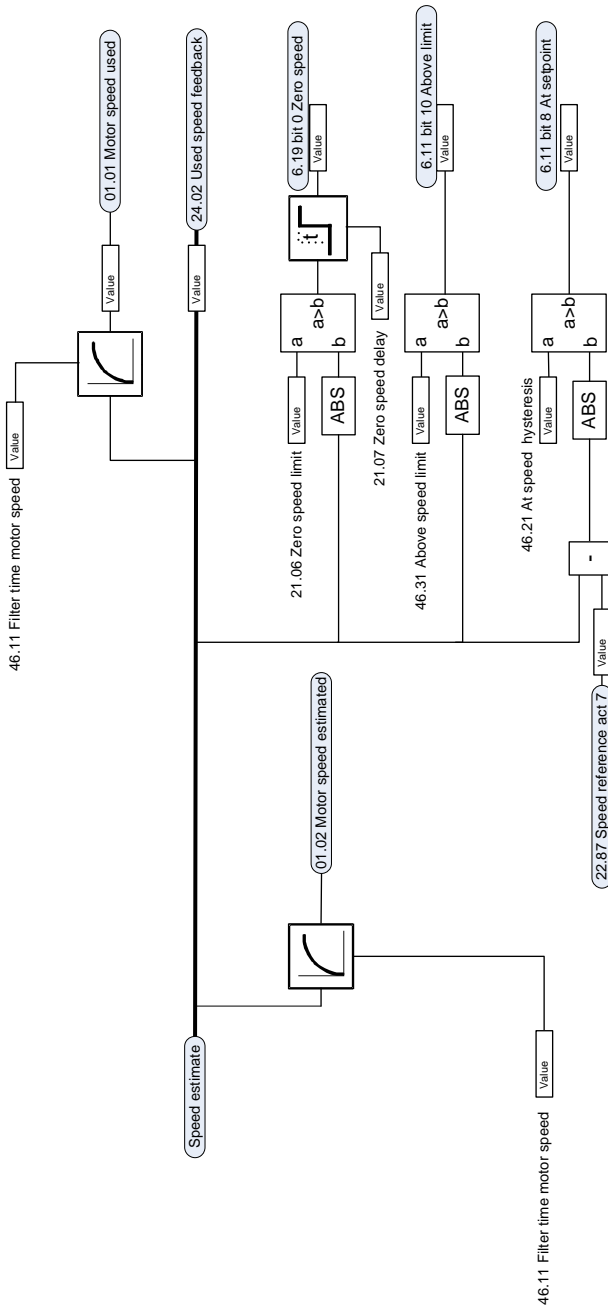 46.11 Filter time motor speed
Value
Value
01.01 Motor speed used
Speed estimate
Value
24.02 Used speed feedback
46.11 Filter time motor speed
Value
01.02 Motor speed estimated
21.06 Zero speed limit
Value
ABS
a
a>b
b
t
Value
6.19 bit 0 Zero speed
21.07 Zero speed delay
Value
46.31 Above speed limit
Value
ABS
a
a>b
b
Value
6.11 bit 10 Above limit
46.21 At speed hysteresis
Value
-
ABS
a
a>b
b
Value
6.11 bit 8 At setpoint
22.87 Speed reference act 7
Value